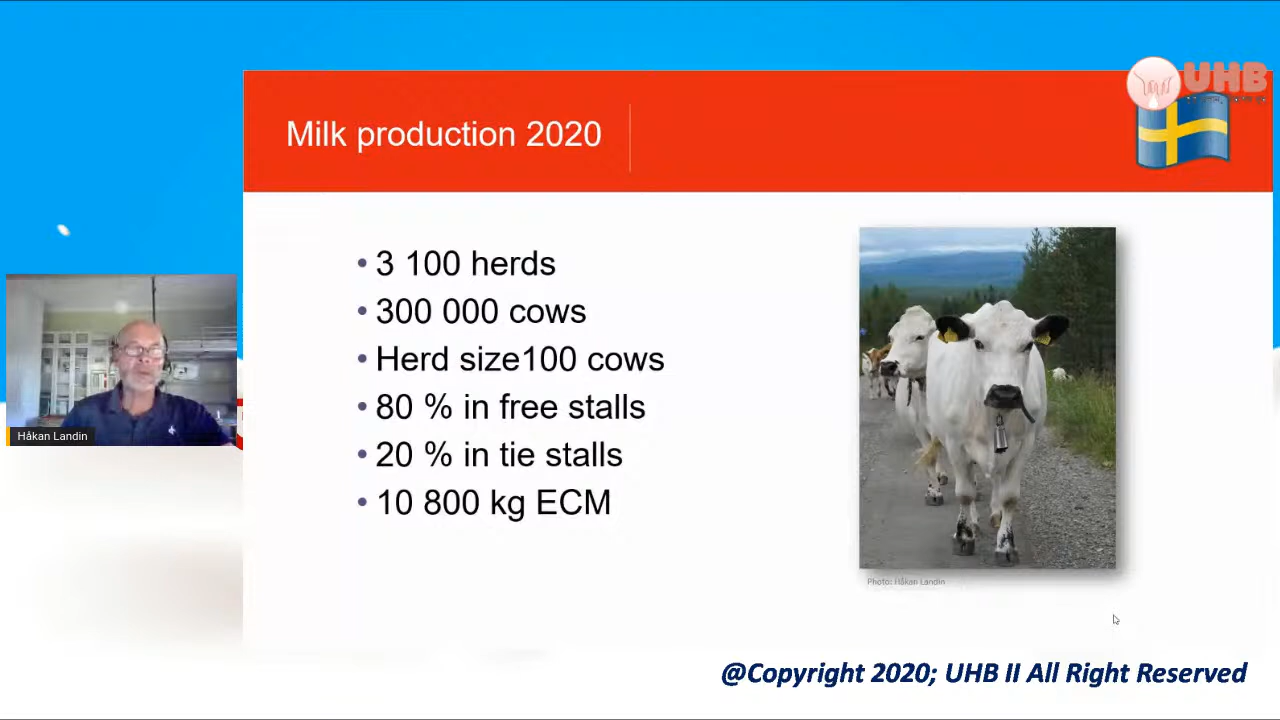 UHB
Milk production 2020
• 3 100 herds
• 300 000 cows
• Herd size100 cows
• 80 % in free stalls
• 20 % in tie stalls
• 10 800 kg ECM
Håkan Landin
Photo: Håkan Landin
@Copyright 2020; UHB II All Right Reserved